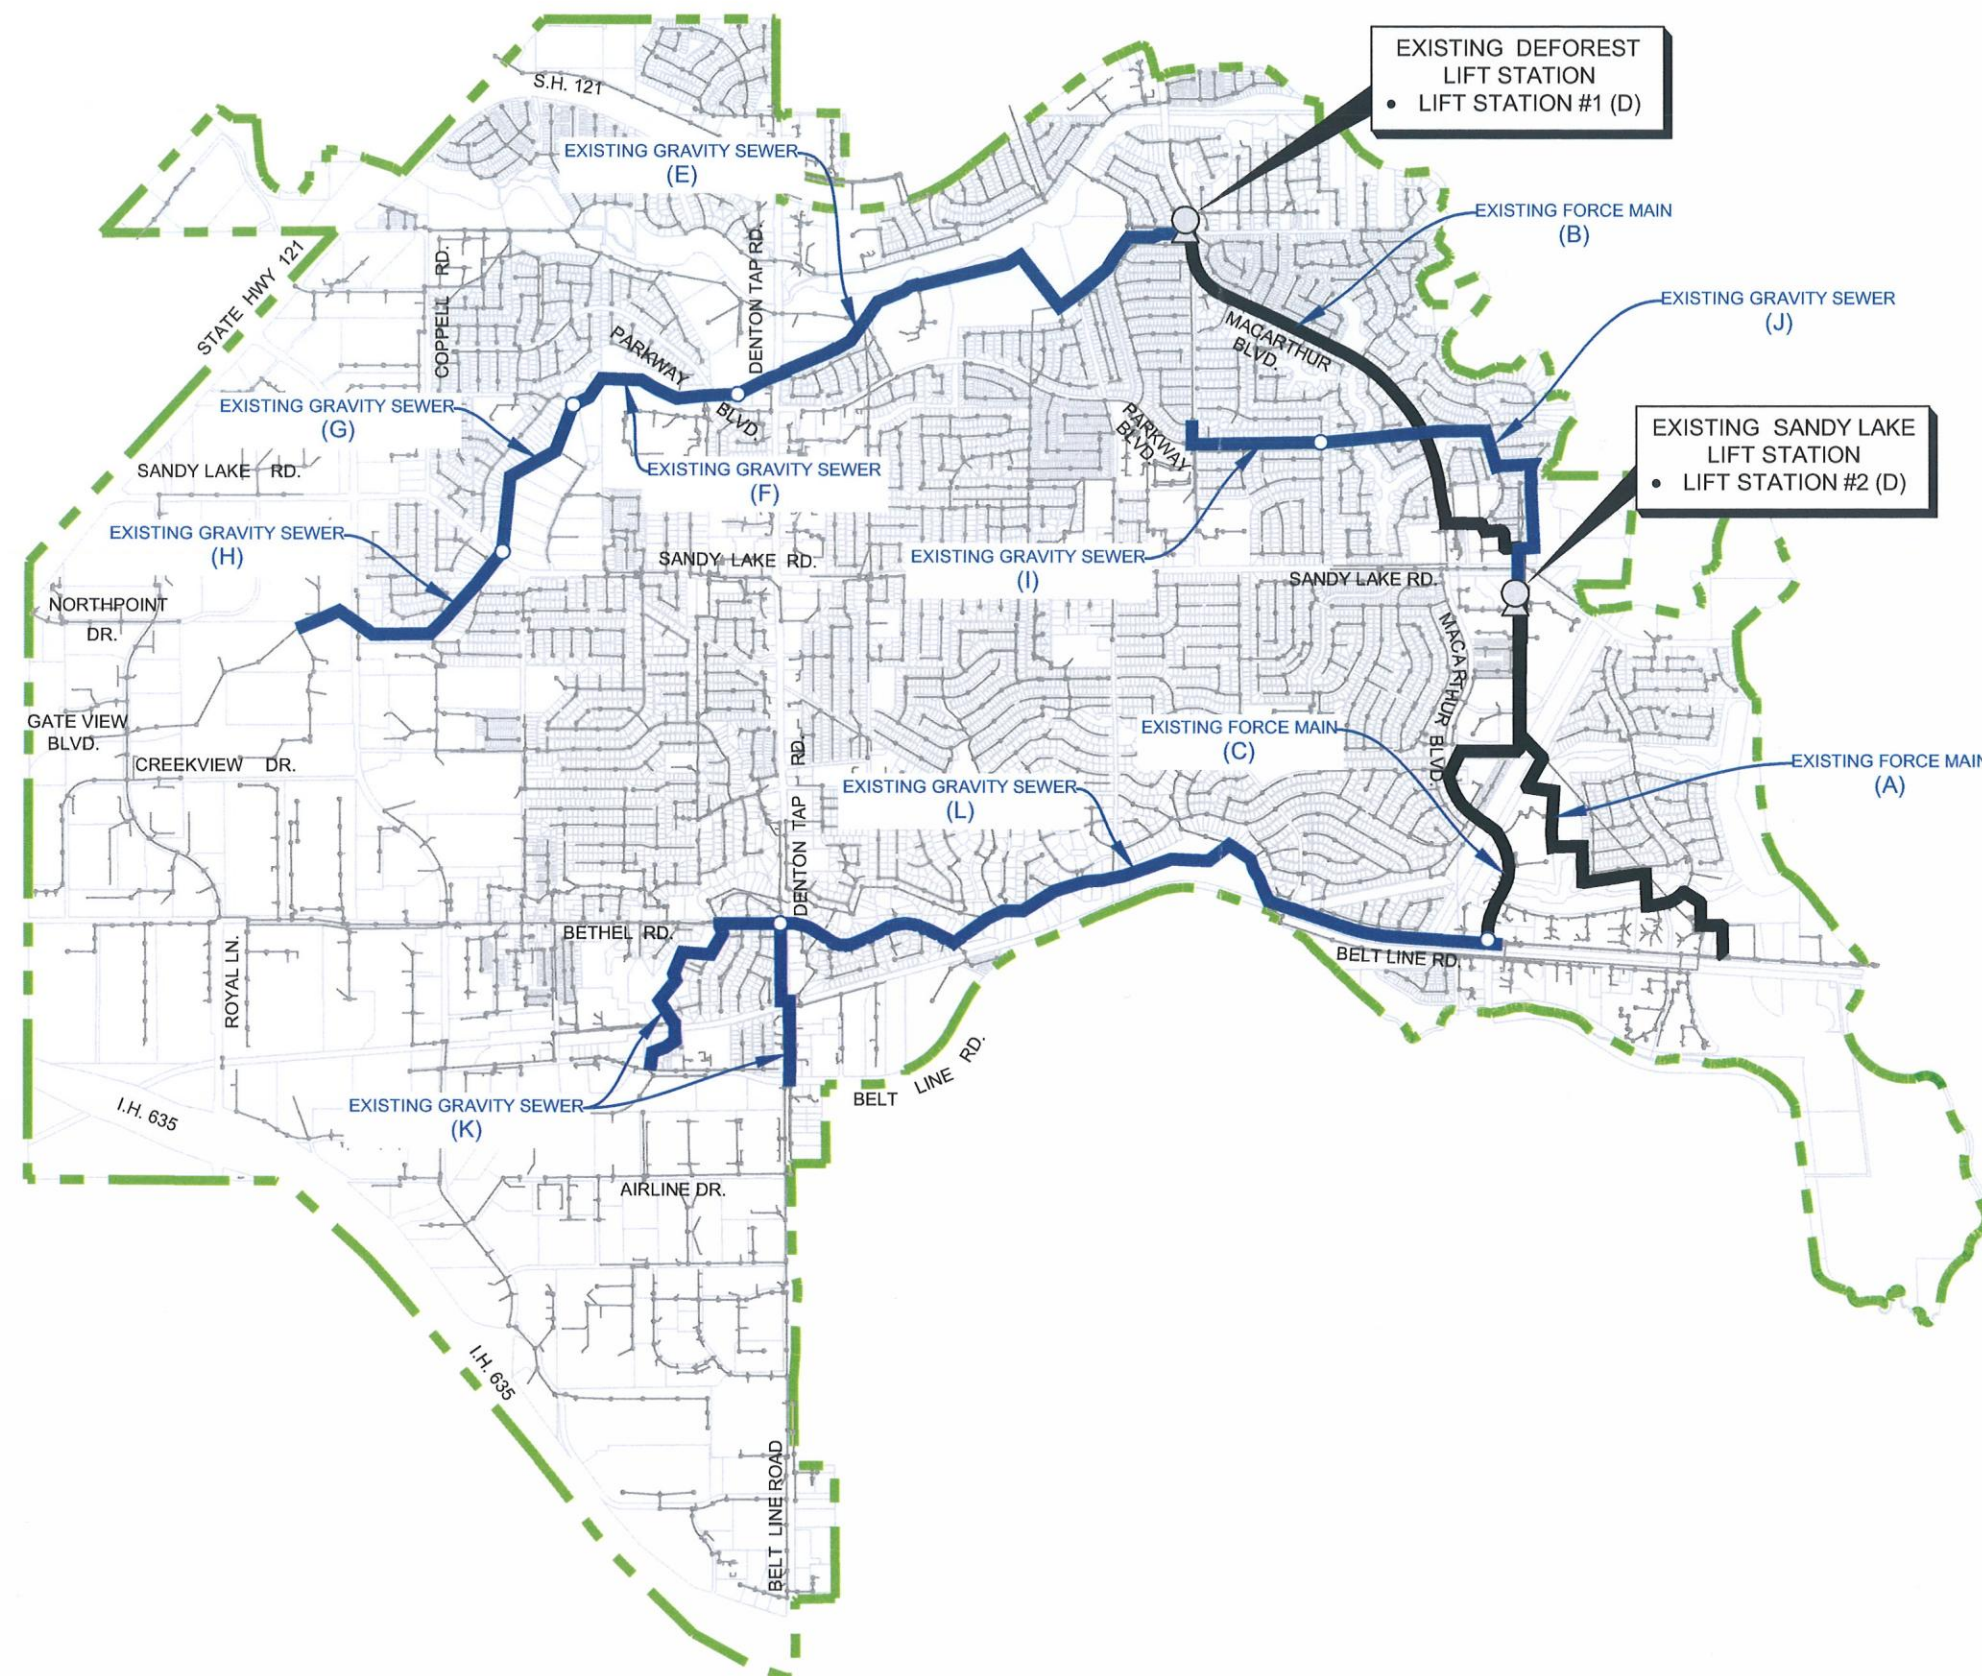 EXISTING DEFOREST
LIFT STATION
• LIFT STATION #1 (D)
S.H. 121
EXISTING GRAVITY SEWER
(E)
EXISTING FORCE MAIN
(B)
STATE HWY 121
COPPELL RD.
DENTON TAP RD.
EXISTING GRAVITY SEWER
(J)
PARKWAY
BLVD.
MACARTHUR
BLVD.
EXISTING GRAVITY SEWER
(G)
PARKWAY
BLVD.
EXISTING SANDY LAKE
LIFT STATION
• LIFT STATION #2 (D)
SANDY LAKE RD.
EXISTING GRAVITY SEWER
(F)
EXISTING GRAVITY SEWER
(H)
SANDY LAKE RD.
EXISTING GRAVITY SEWER
(I)
SANDY LAKE RD.
NORTHPOINT
DR.
MACARTHUR BLVD.
GATE VIEW
BLVD.
CREEKVIEW DR.
EXISTING FORCE MAIN
(C)
EXISTING FORCE MAIN
(A)
EXISTING GRAVITY SEWER
(L)
DENTON TAP RD.
BETHEL RD.
ROYAL LN.
BELT LINE RD.
BELT LINE RD.
EXISTING GRAVITY SEWER
(K)
I.H. 635
AIRLINE DR.
I.H. 635
BELT LINE ROAD